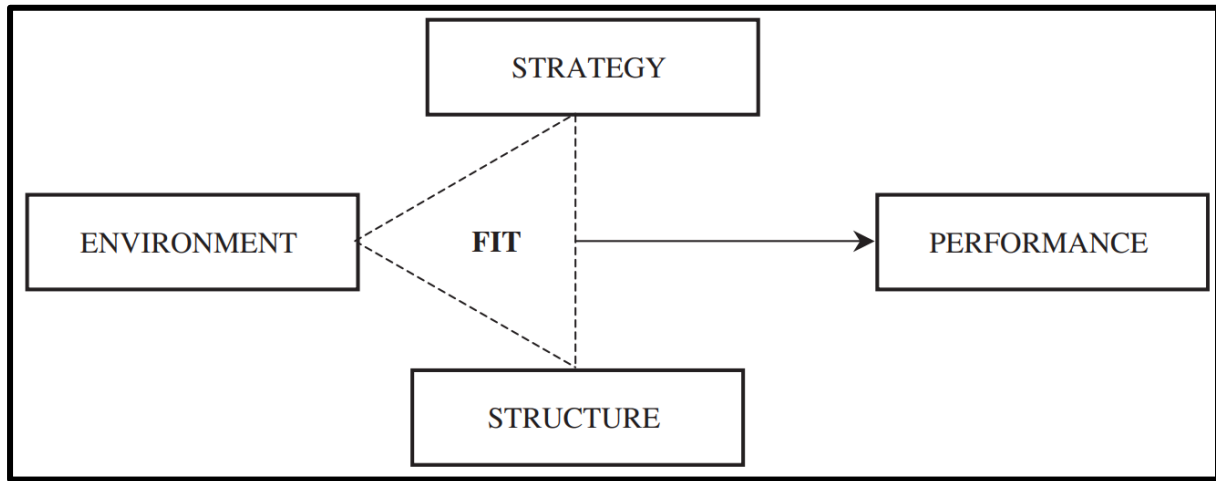 STRATEGY
ENVIRONMENT
FIT
PERFORMANCE
STRUCTURE